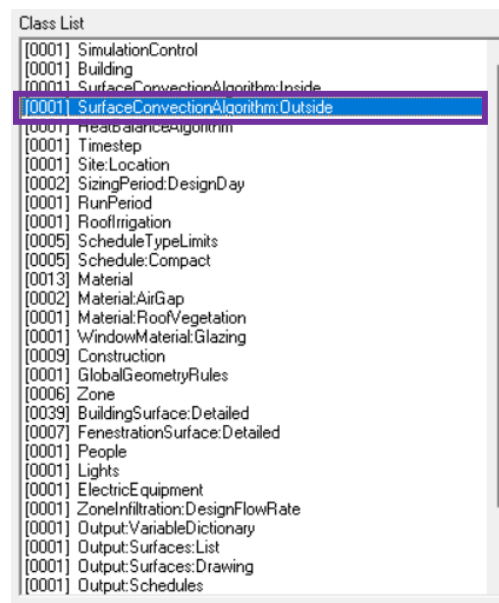 Class List
[0001] SimulationControl
[0001] Building
[0001] SurfaceConvectionAlgorithm:Inside
[0001] SurfaceConvectionAlgorithm:Outside
[0001] HeatBalanceAlgorithm
[0001] Timestep
[0001] Site:Location
[0002] SizingPeriod:DesignDay
[0001] RunPeriod
[0001] RoofIrrigation
[0005] ScheduleTypeLimits
[0005] Schedule:Compact
[0013] Material
[0002] Material:AirGap
[0001] Material:RoofVegetation
[0001] WindowMaterial:Glazing
[0009] Construction
[0001] GlobalGeometryRules
[0006] Zone
[0039] BuildingSurface:Detailed
[0007] FenestrationSurface:Detailed
[0001] People
[0001] Lights
[0001] ElectricEquipment
[0001] ZoneInfiltration:DesignFlowRate
[0001] Output:VariableDictionary
[0001] Output:Surfaces:List
[0001] Output:Surfaces:Drawing
[0001] Output:Schedules